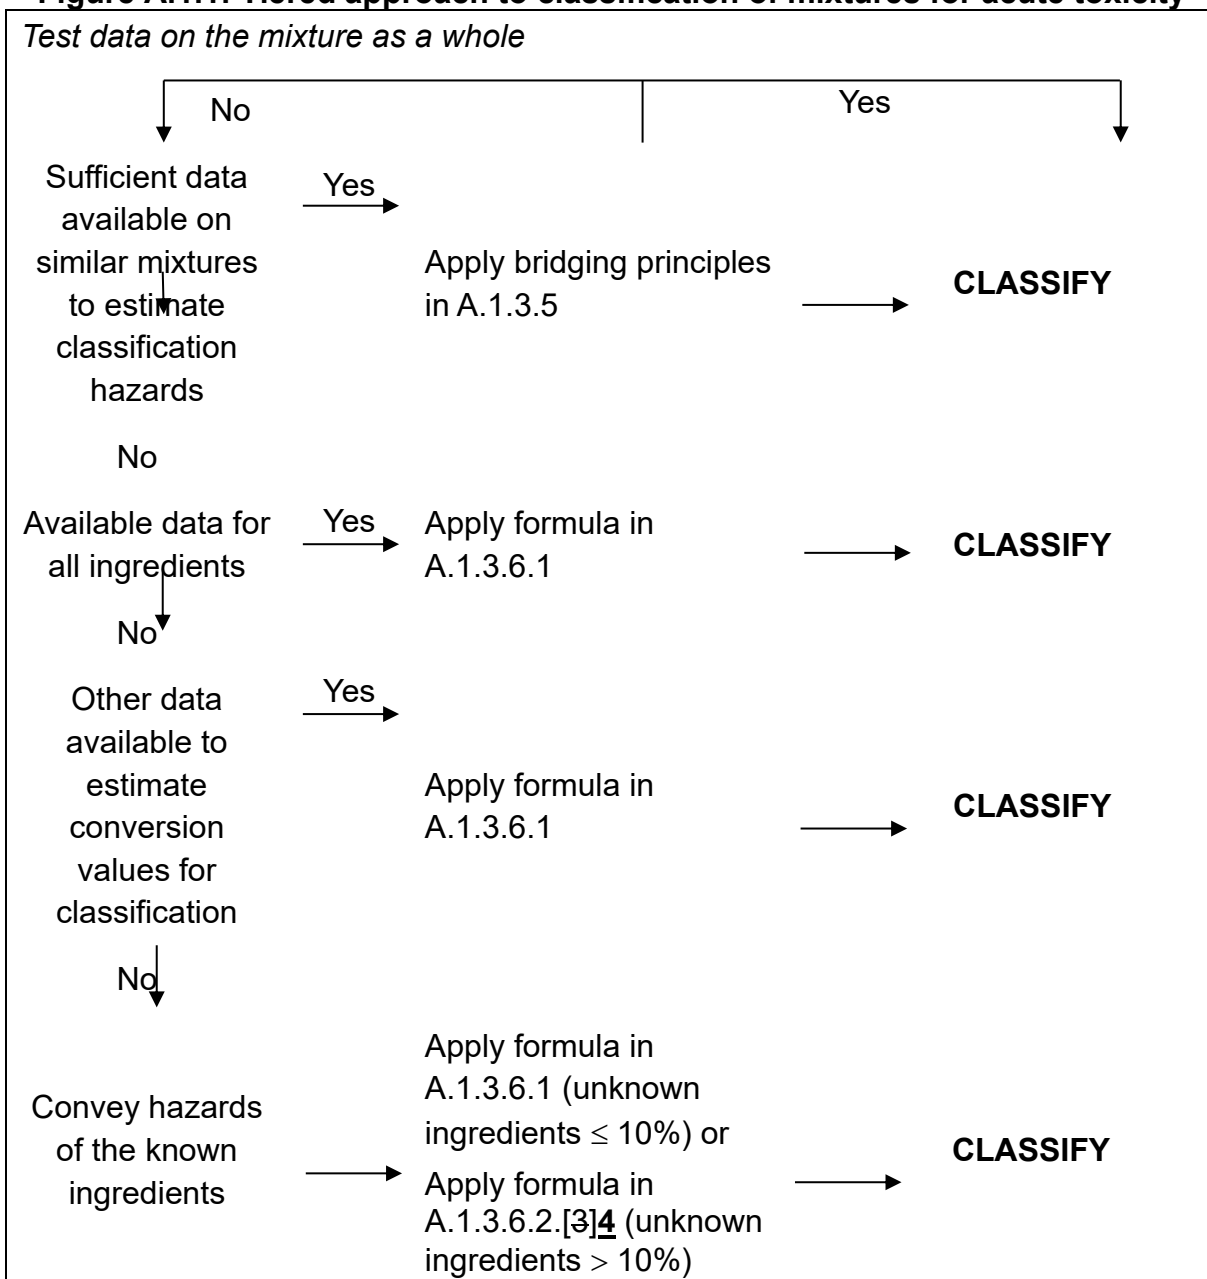 Figure A.1.1: Tiered approach to classification of mixtures for acute toxicity
Test data on the mixture as a whole
No
Yes
Sufficient data
available on
similar mixtures
to estimate
classification
hazards
Yes
Apply bridging principles
in A.1.3.5
CLASSIFY
No
Available data for
all ingredients
Yes
Apply formula in
A.1.3.6.1
CLASSIFY
No
Other data
available to
estimate
conversion
values for
classification
Yes
Apply formula in
A.1.3.6.1
CLASSIFY
No
Convey hazards
of the known
ingredients
Apply formula in
A.1.3.6.1 (unknown
ingredients ≤ 10%) or
Apply formula in
A.1.3.6.2.[3]4 (unknown
ingredients > 10%)
CLASSIFY